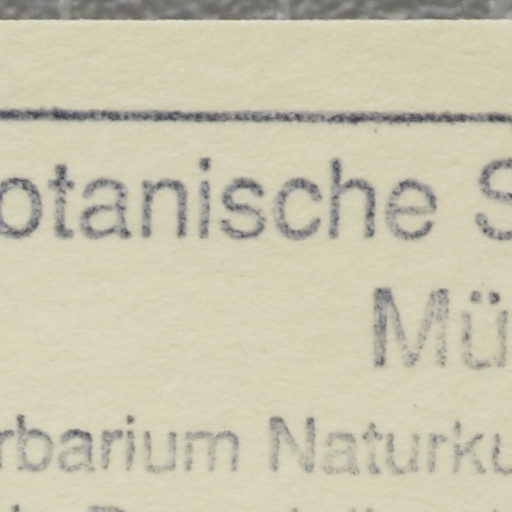 otanische S
Mü
rbarium Naturku